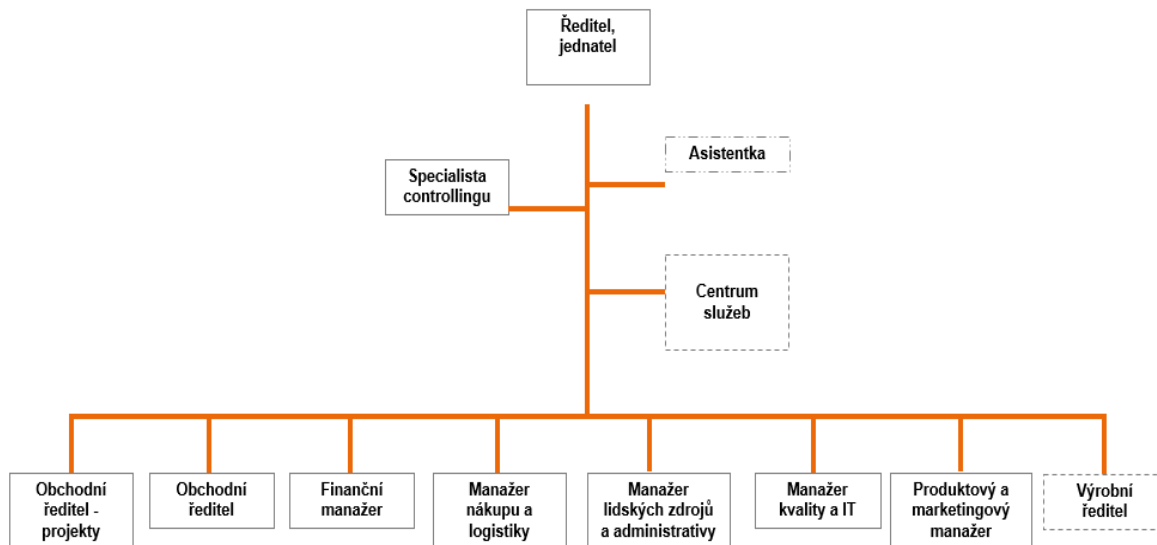 Ředitel,
jednatel
Asistentka
Specialista
controllingu
Centrum
služeb
Obchodní
ředitel -
projekty
Obchodní
ředitel
Finanční
manažer
Manažer
nákupu a
logistiky
Manažer
lidských zdrojů
a administrativy
Manažer
kvality a IT
Produktový a
marketingový
manažer
Výrobní
ředitel